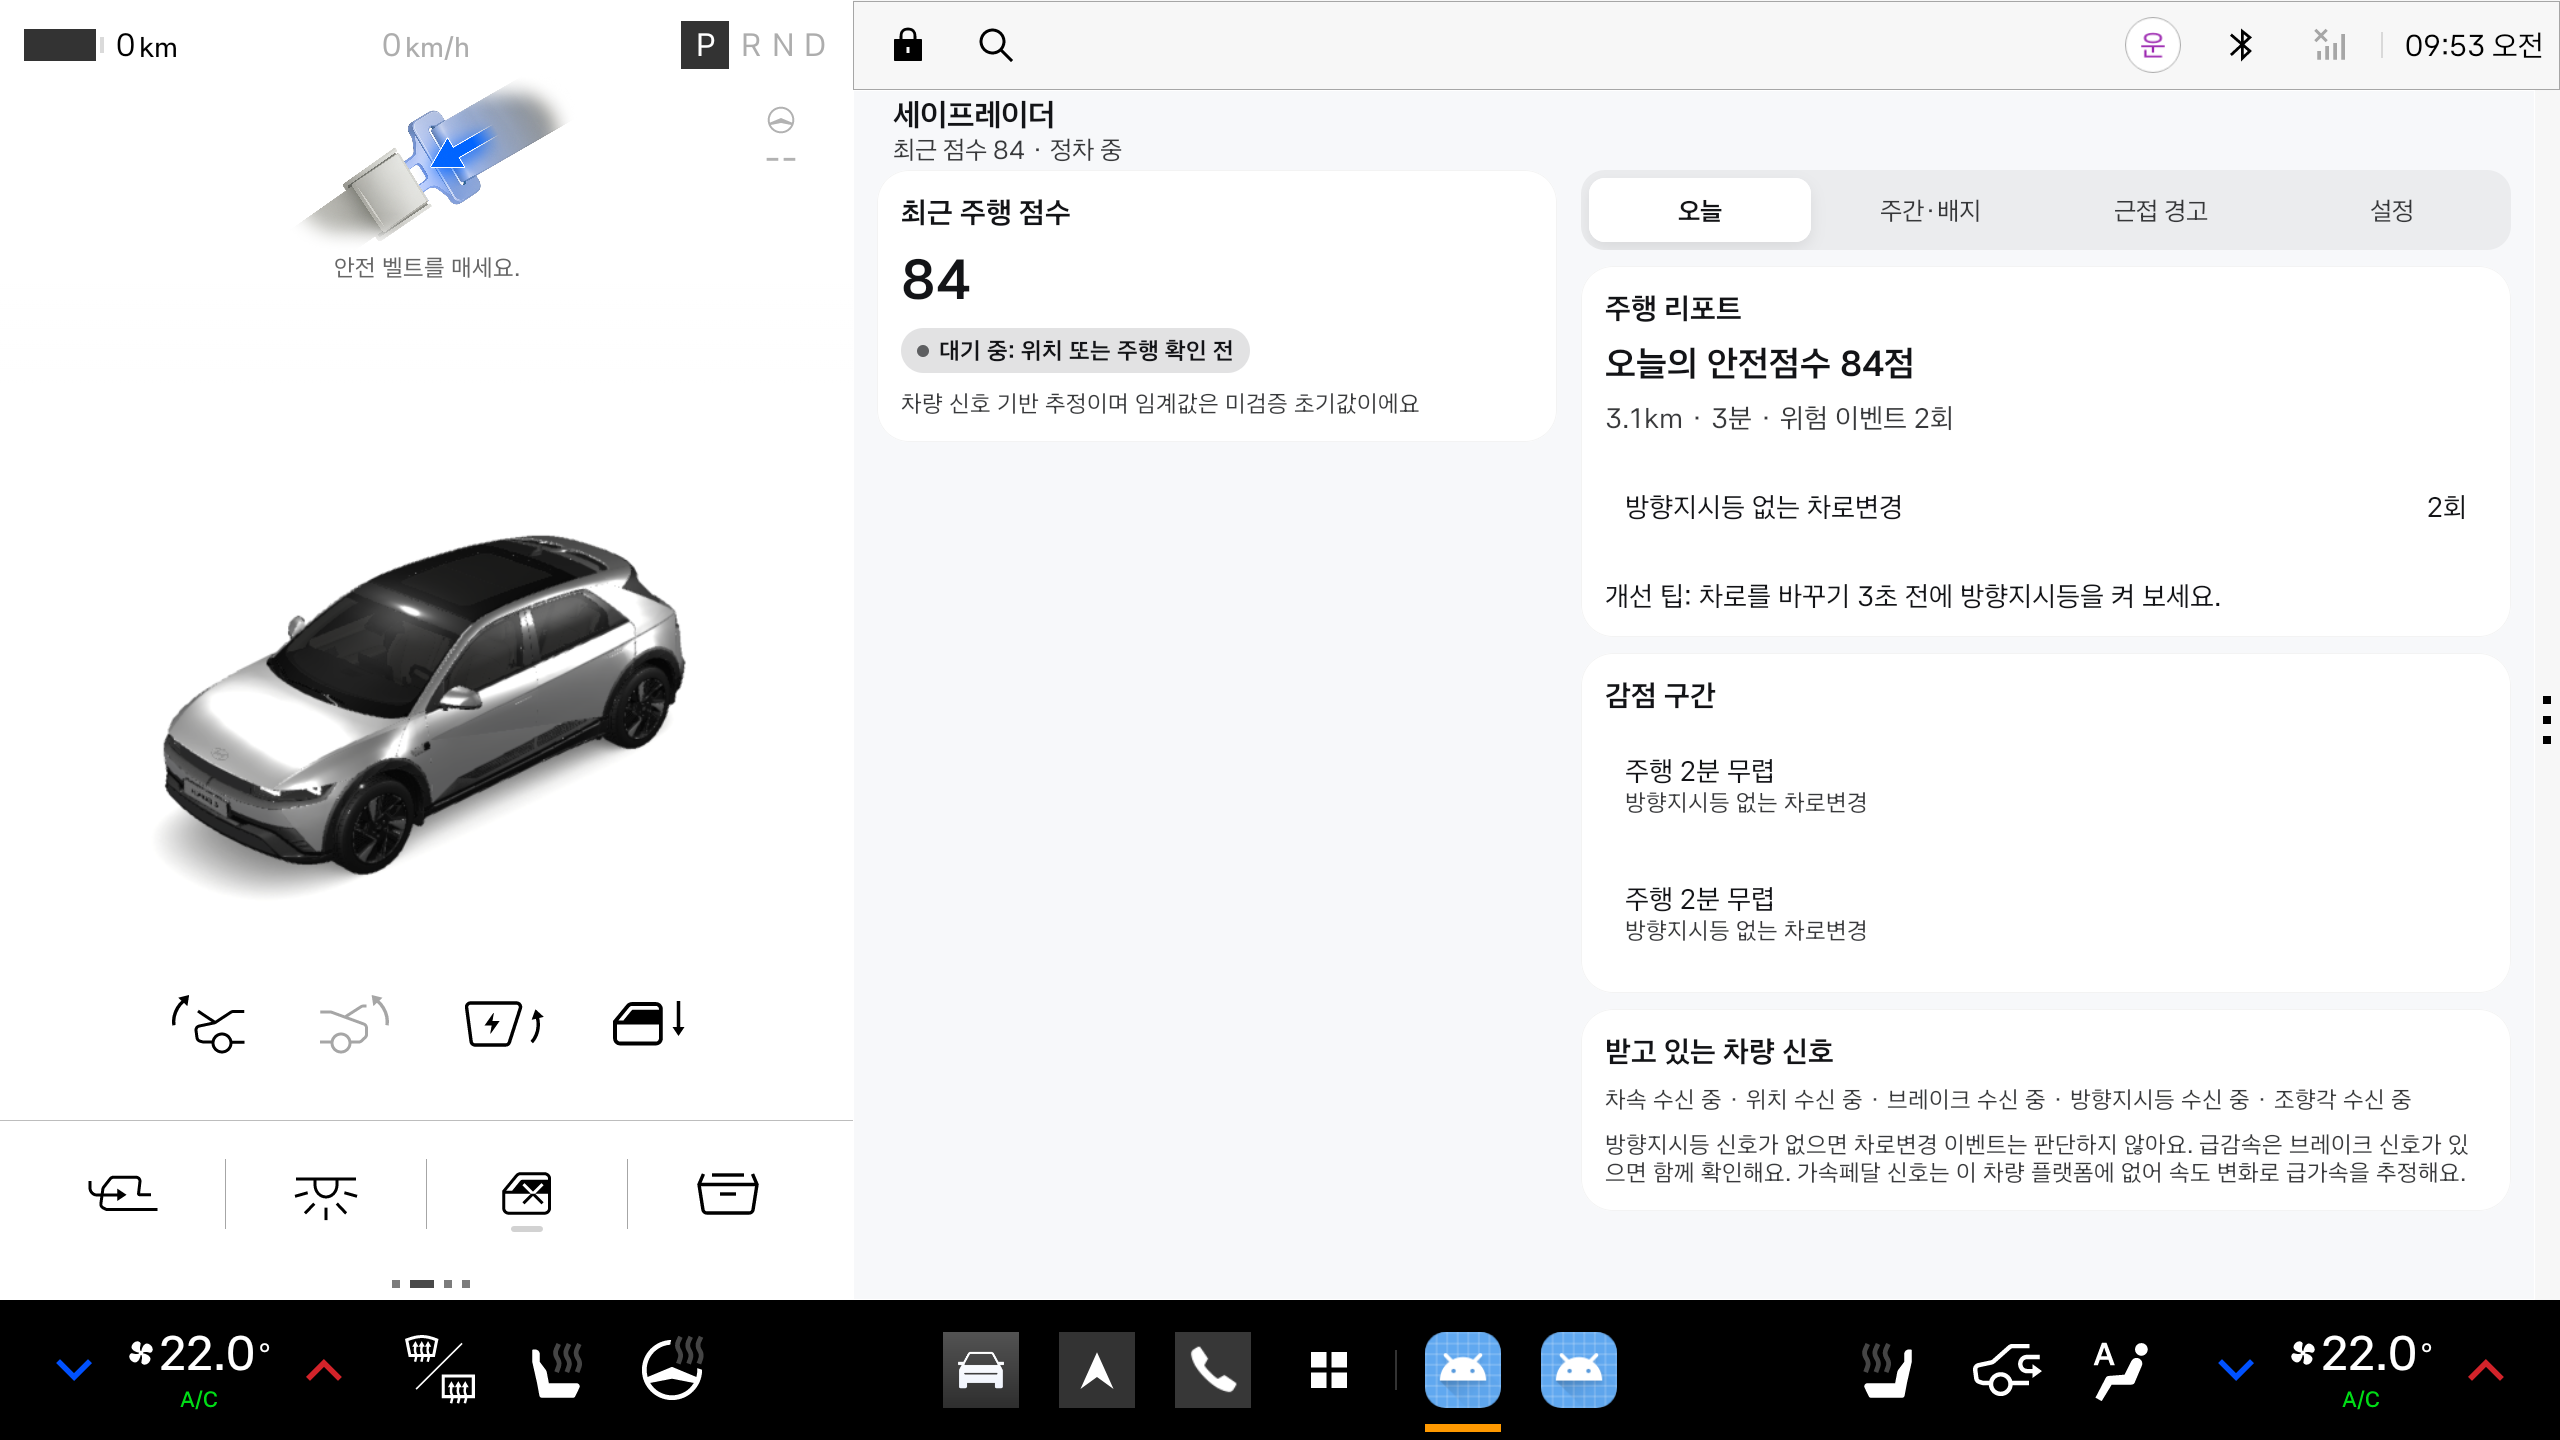 0 km
0 km/h
P R N D
안전 벨트를 매세요.
운
09:53 오전
세이프레이더
최근 점수 84 · 정차 중
최근 주행 점수
84
대기 중: 위치 또는 주행 확인 전
차량 신호 기반 추정이며 임계값은 미검증 초기값이에요
오늘
주간·배지
근접 경고
설정
주행 리포트
오늘의 안전점수 84점
3.1km · 3분 · 위험 이벤트 2회
방향지시등 없는 차로변경 2회
개선 팁: 차로를 바꾸기 3초 전에 방향지시등을 켜 보세요.
감점 구간
주행 2분 무렵
방향지시등 없는 차로변경
주행 2분 무렵
방향지시등 없는 차로변경
받고 있는 차량 신호
차속 수신 중 · 위치 수신 중 · 브레이크 수신 중 · 방향지시등 수신 중 · 조향각 수신 중
방향지시등 신호가 없으면 차로변경 이벤트는 판단하지 않아요. 급감속은 브레이크 신호가 있
으면 함께 확인해요. 가속페달 신호는 이 차량 플랫폼에 없어 속도 변화로 급가속을 추정해요.
22.0°
A/C
A
22.0°
A/C